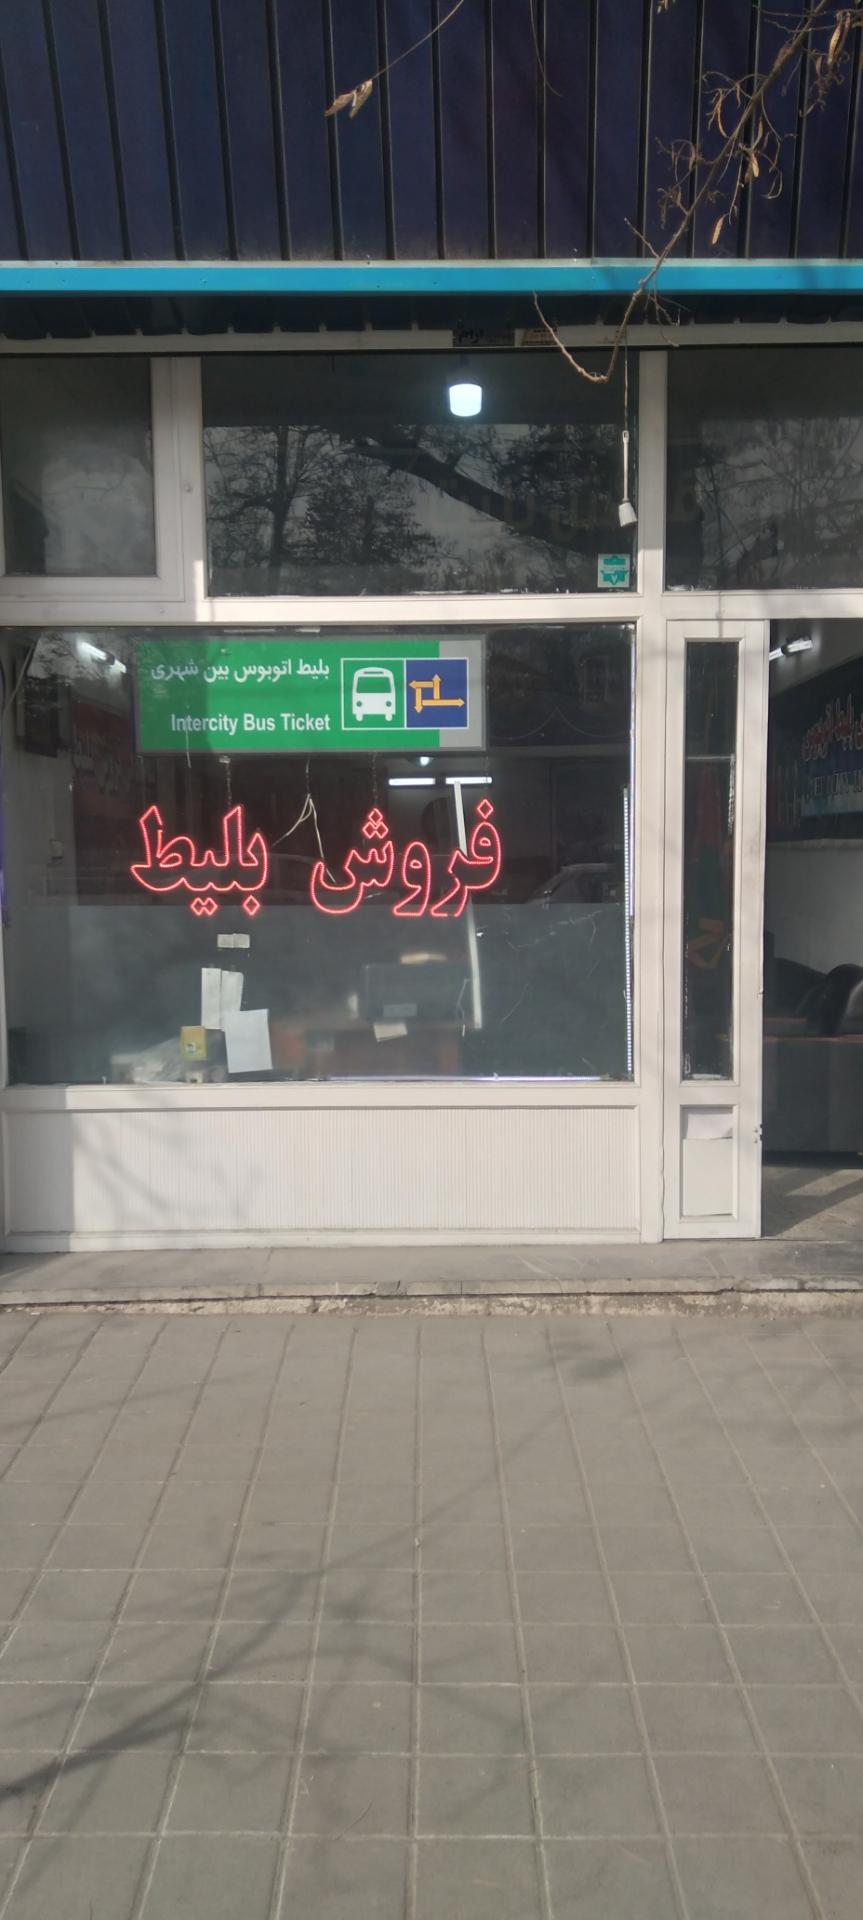 بلیط اتوبوس بین شهری
Intercity Bus Ticket
فروش بلیط